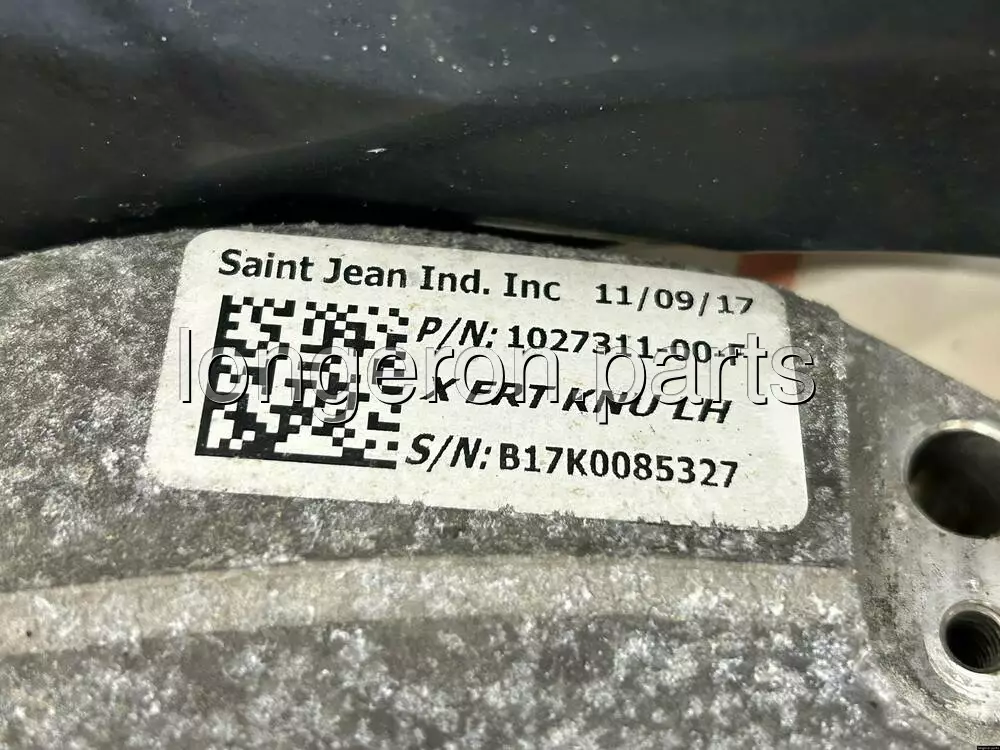 Saint Jean Ind. Inc 11/09/17
P/N: 1027311-00-F
X FRT KNU LH
S/N: B17K0085327
longeron.parts